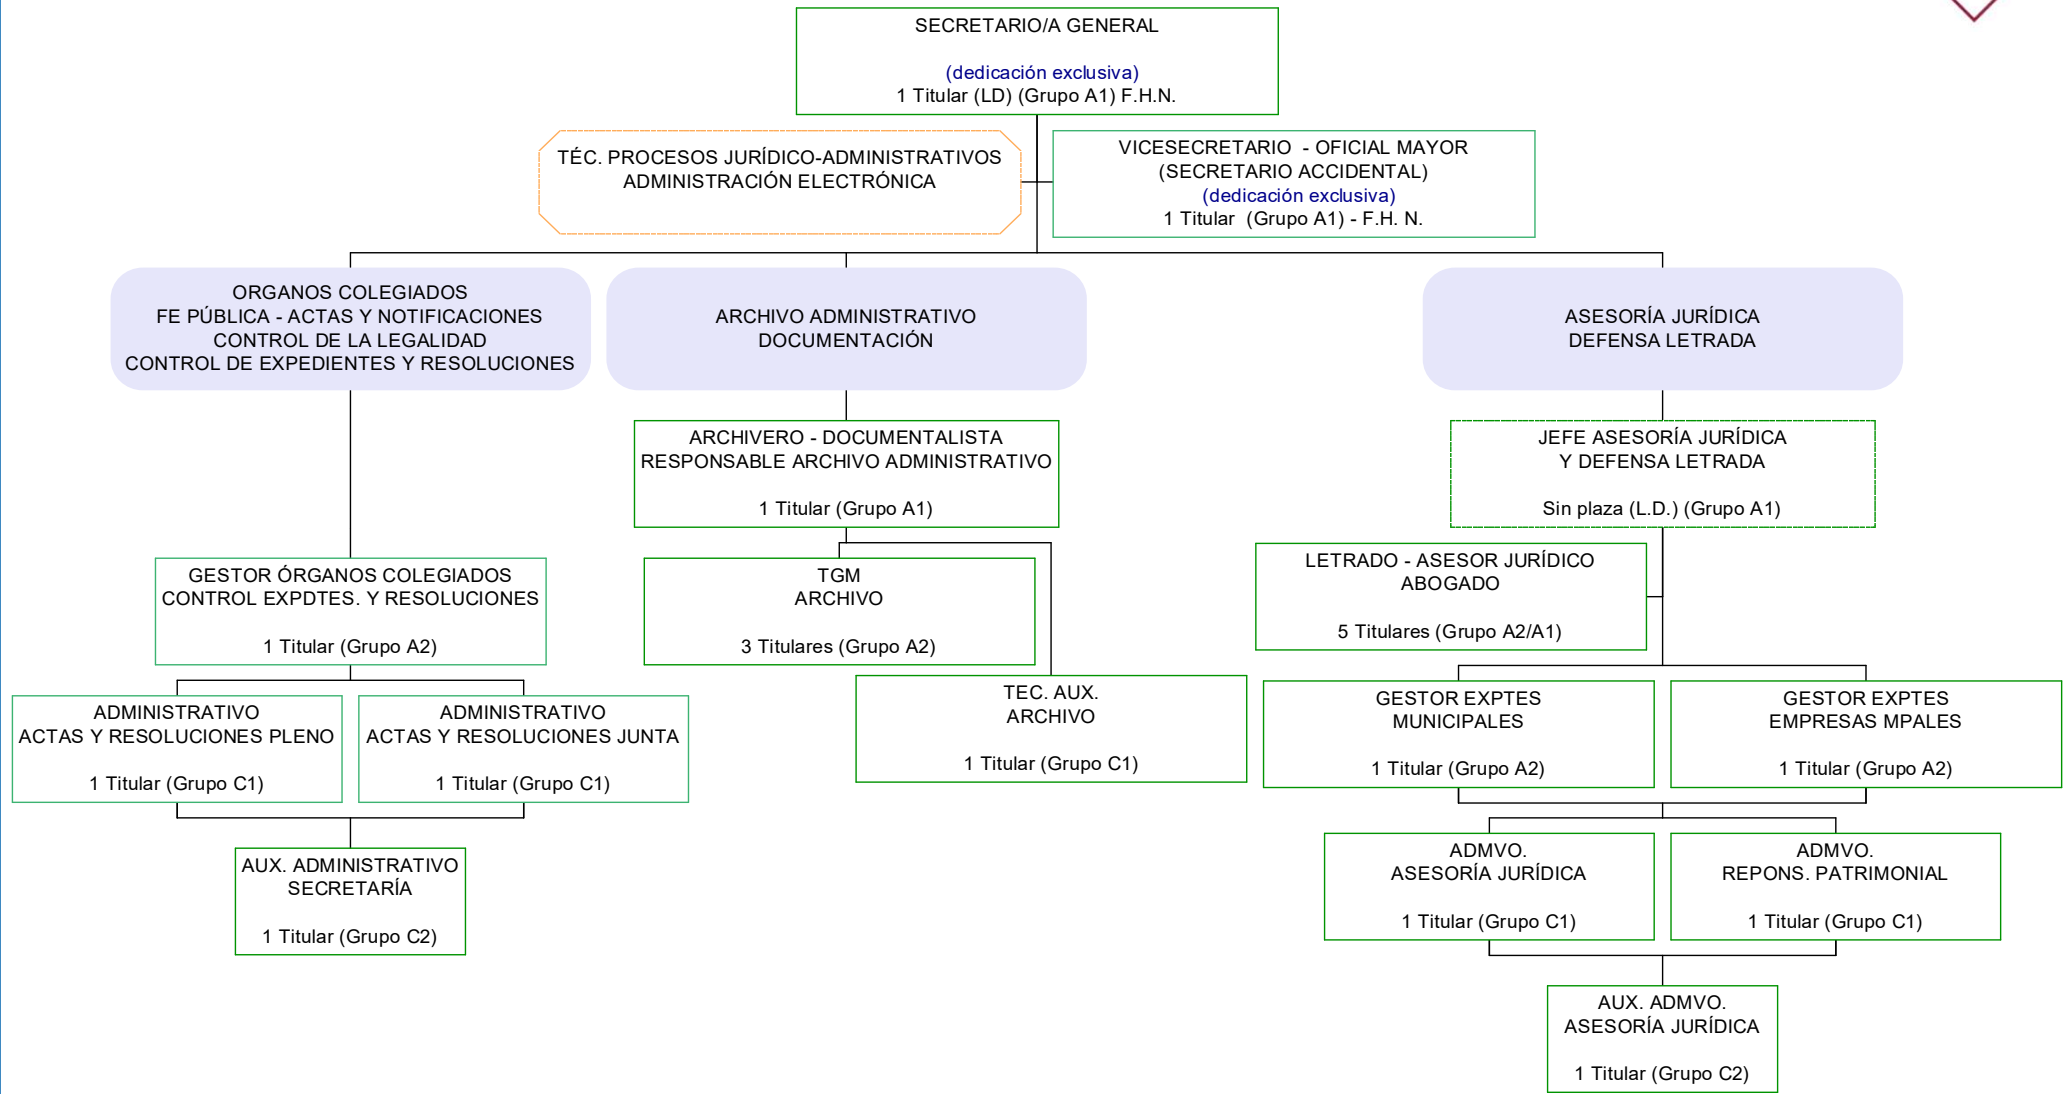 SECRETARIO/A GENERAL
(dedicación exclusiva)
1 Titular (LD) (Grupo A1) F.H.N.
TÉC. PROCESOS JURÍDICO-ADMINISTRATIVOS
ADMINISTRACIÓN ELECTRÓNICA
VICESECRETARIO - OFICIAL MAYOR
(SECRETARIO ACCIDENTAL)
(dedicación exclusiva)
1 Titular (Grupo A1) - F.H. N.
ORGANOS COLEGIADOS
FE PÚBLICA - ACTAS Y NOTIFICACIONES
CONTROL DE LA LEGALIDAD
CONTROL DE EXPEDIENTES Y RESOLUCIONES
ARCHIVO ADMINISTRATIVO
DOCUMENTACIÓN
ASESORÍA JURÍDICA
DEFENSA LETRADA
ARCHIVERO - DOCUMENTALISTA
RESPONSABLE ARCHIVO ADMINISTRATIVO
1 Titular (Grupo A1)
JEFE ASESORÍA JURÍDICA
Y DEFENSA LETRADA
Sin plaza (L.D.) (Grupo A1)
GESTOR ÓRGANOS COLEGIADOS
CONTROL EXPDTES. Y RESOLUCIONES
1 Titular (Grupo A2)
TGM
ARCHIVO
3 Titulares (Grupo A2)
LETRADO - ASESOR JURÍDICO
ABOGADO
5 Titulares (Grupo A2/A1)
ADMINISTRATIVO
ACTAS Y RESOLUCIONES PLENO
1 Titular (Grupo C1)
ADMINISTRATIVO
ACTAS Y RESOLUCIONES JUNTA
1 Titular (Grupo C1)
TEC. AUX.
ARCHIVO
1 Titular (Grupo C1)
GESTOR EXPTES
MUNICIPALES
1 Titular (Grupo A2)
GESTOR EXPTES
EMPRESAS MPALES
1 Titular (Grupo A2)
AUX. ADMINISTRATIVO
SECRETARÍA
1 Titular (Grupo C2)
ADMVO.
ASESORÍA JURÍDICA
1 Titular (Grupo C1)
ADMVO.
REPONS. PATRIMONIAL
1 Titular (Grupo C1)
AUX. ADMVO.
ASESORÍA JURÍDICA
1 Titular (Grupo C2)